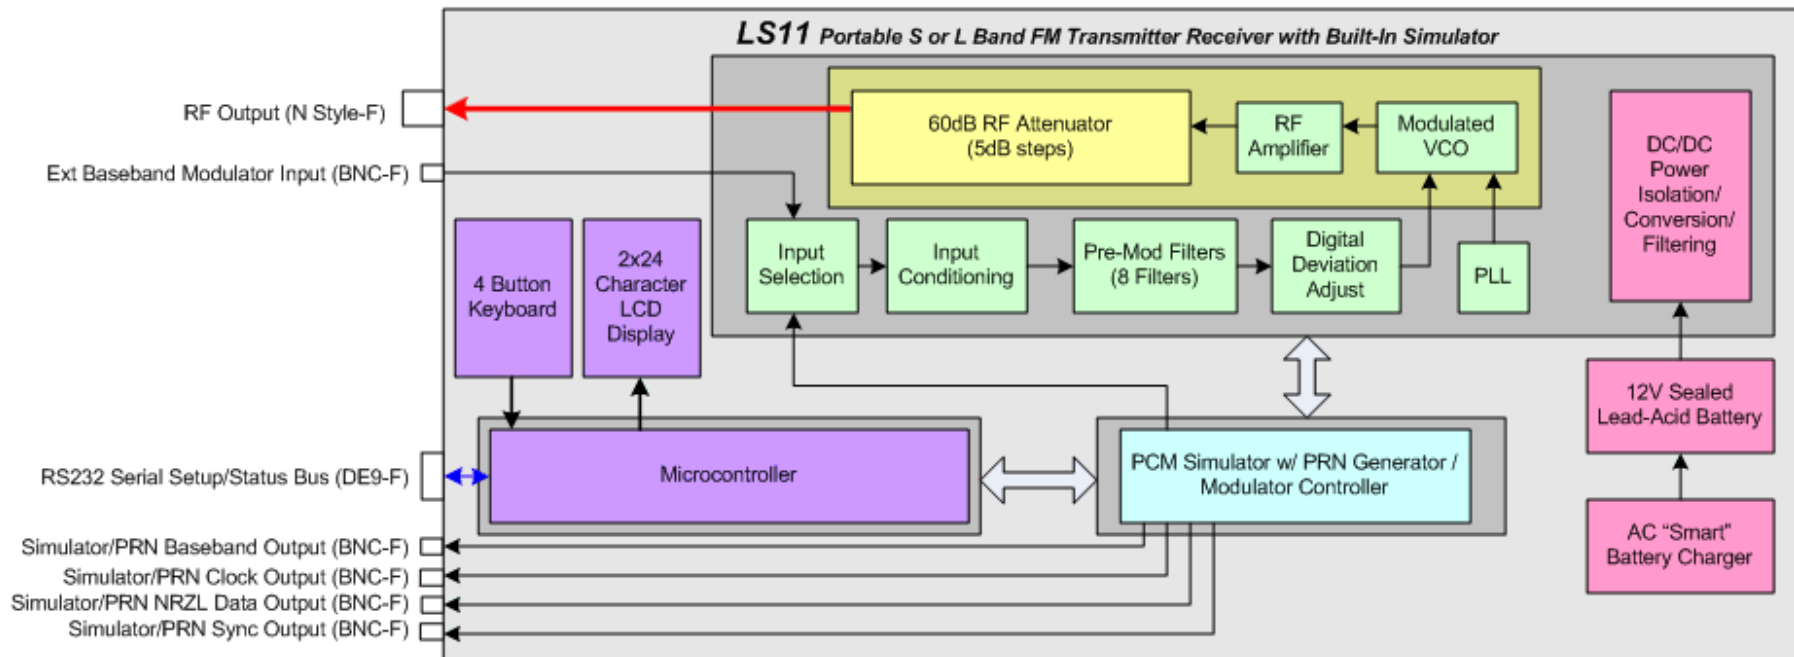 LS11 Portable S or L Band FM Transmitter Receiver with Built-In Simulator
RF Output (N Style-F)
Ext Baseband Modulator Input (BNC-F)
60dB RF Attenuator
(5dB steps)
RF
Amplifier
Modulated
VCO
DC/DC
Power
Isolation/
Conversion/
Filtering
4 Button
Keyboard
2x24
Character
LCD
Display
Input
Selection
Input
Conditioning
Pre-Mod Filters
(8 Filters)
Digital
Deviation
Adjust
PLL
12V Sealed
Lead-Acid Battery
RS232 Serial Setup/Status Bus (DE9-F)
Microcontroller
PCM Simulator w/ PRN Generator /
Modulator Controller
AC “Smart”
Battery Charger
Simulator/PRN Baseband Output (BNC-F)
Simulator/PRN Clock Output (BNC-F)
Simulator/PRN NRZL Data Output (BNC-F)
Simulator/PRN Sync Output (BNC-F)